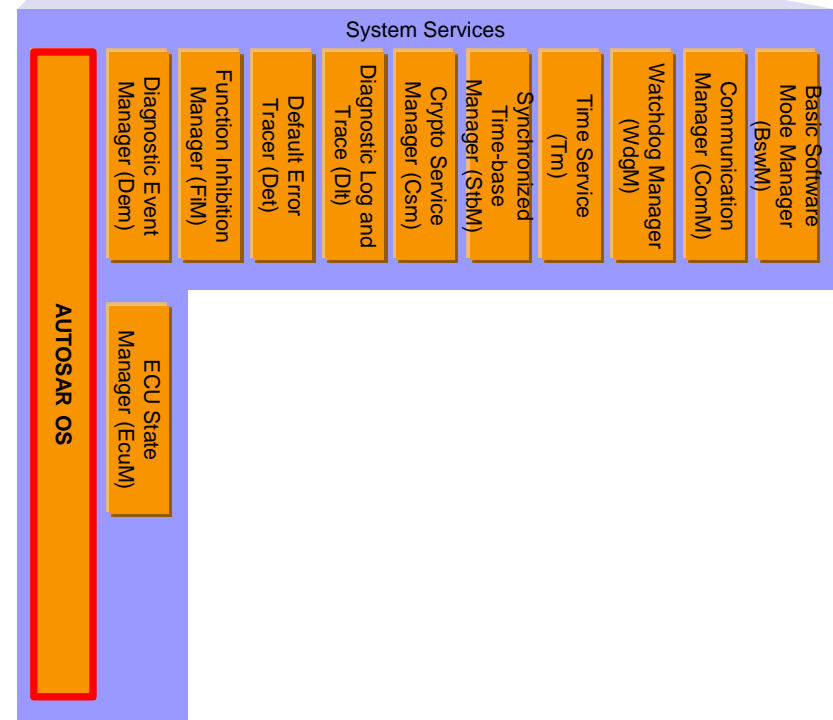 System Services
AUTOSAR OS
Diagnostic Event
Manager (Dem)
Function Inhibition
Manager (FiM)
Default Error
Tracer (Det)
Diagnostic Log and
Trace (Dlt)
Crypto Service
Manager (Csm)
Synchronized
Time-base
Manager (StbM)
Time Service
(Tm)
Watchdog Manager
(WdgM)
Communication
Manager (ComM)
Basic Software
Mode Manager
(BswM)
ECU State
Manager (EcuM)